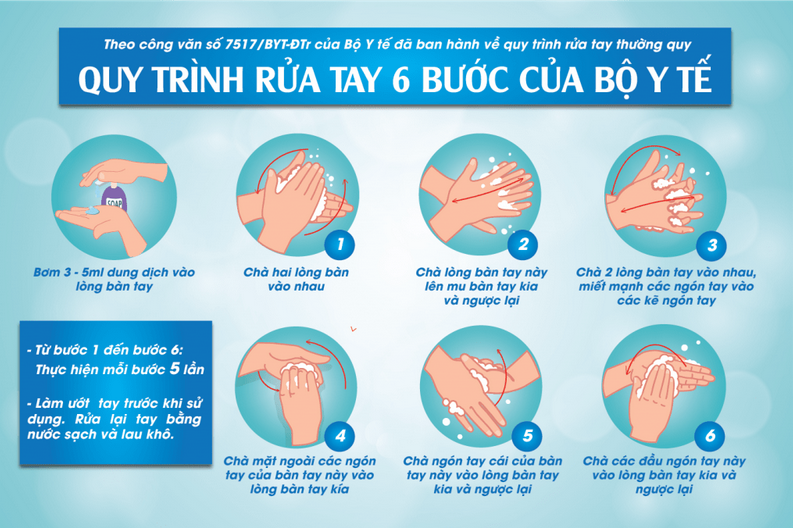 Theo công văn số 7517/BYT-ĐTr của Bộ Y tế đã ban hành về quy trình rửa tay thường quy
QUY TRÌNH RỬA TAY 6 BƯỚC CỦA BỘ Y TẾ
SOAP
Bơm 3 - 5ml dung dịch vào
lòng bàn tay
1
Chà hai lòng bàn
vào nhau
2
Chà lòng bàn tay này
lên mu bàn tay kia
và ngược lại
3
Chà 2 lòng bàn tay vào nhau,
miết mạnh các ngón tay vào
các kẽ ngón tay
- Từ bước 1 đến bước 6:
Thực hiện mỗi bước 5 lần
- Làm ướt tay trước khi sử
dụng. Rửa lại tay bằng
nước sạch và lau khô.
4
Chà mặt ngoài các ngón
tay của bàn tay này vào
lòng bàn tay kía
5
Chà ngón tay cái của bàn
tay này vào lòng bàn tay
kia và ngược lại
6
Chà các đầu ngón tay này
vào lòng bàn tay kia và
ngược lại